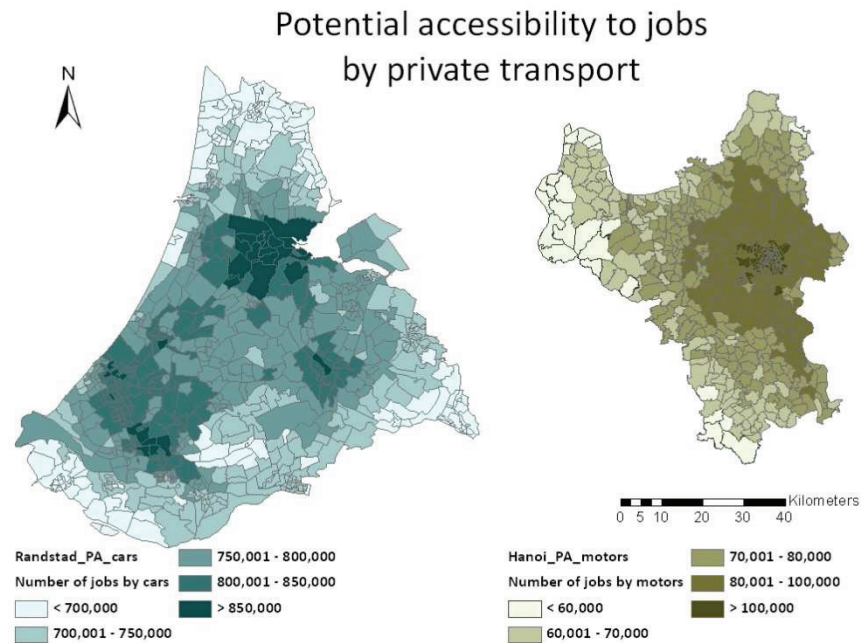 Potential accessibility to jobs
by private transport
N
Kilometers
0 5 10 20 30 40
Randstad_PA_cars
Number of jobs by cars
< 700,000
700,001 - 750,000
750,001 - 800,000
800,001 - 850,000
> 850,000
Hanoi_PA_motors
Number of jobs by motors
< 60,000
60,001 - 70,000
70,001 - 80,000
80,001 - 100,000
> 100,000